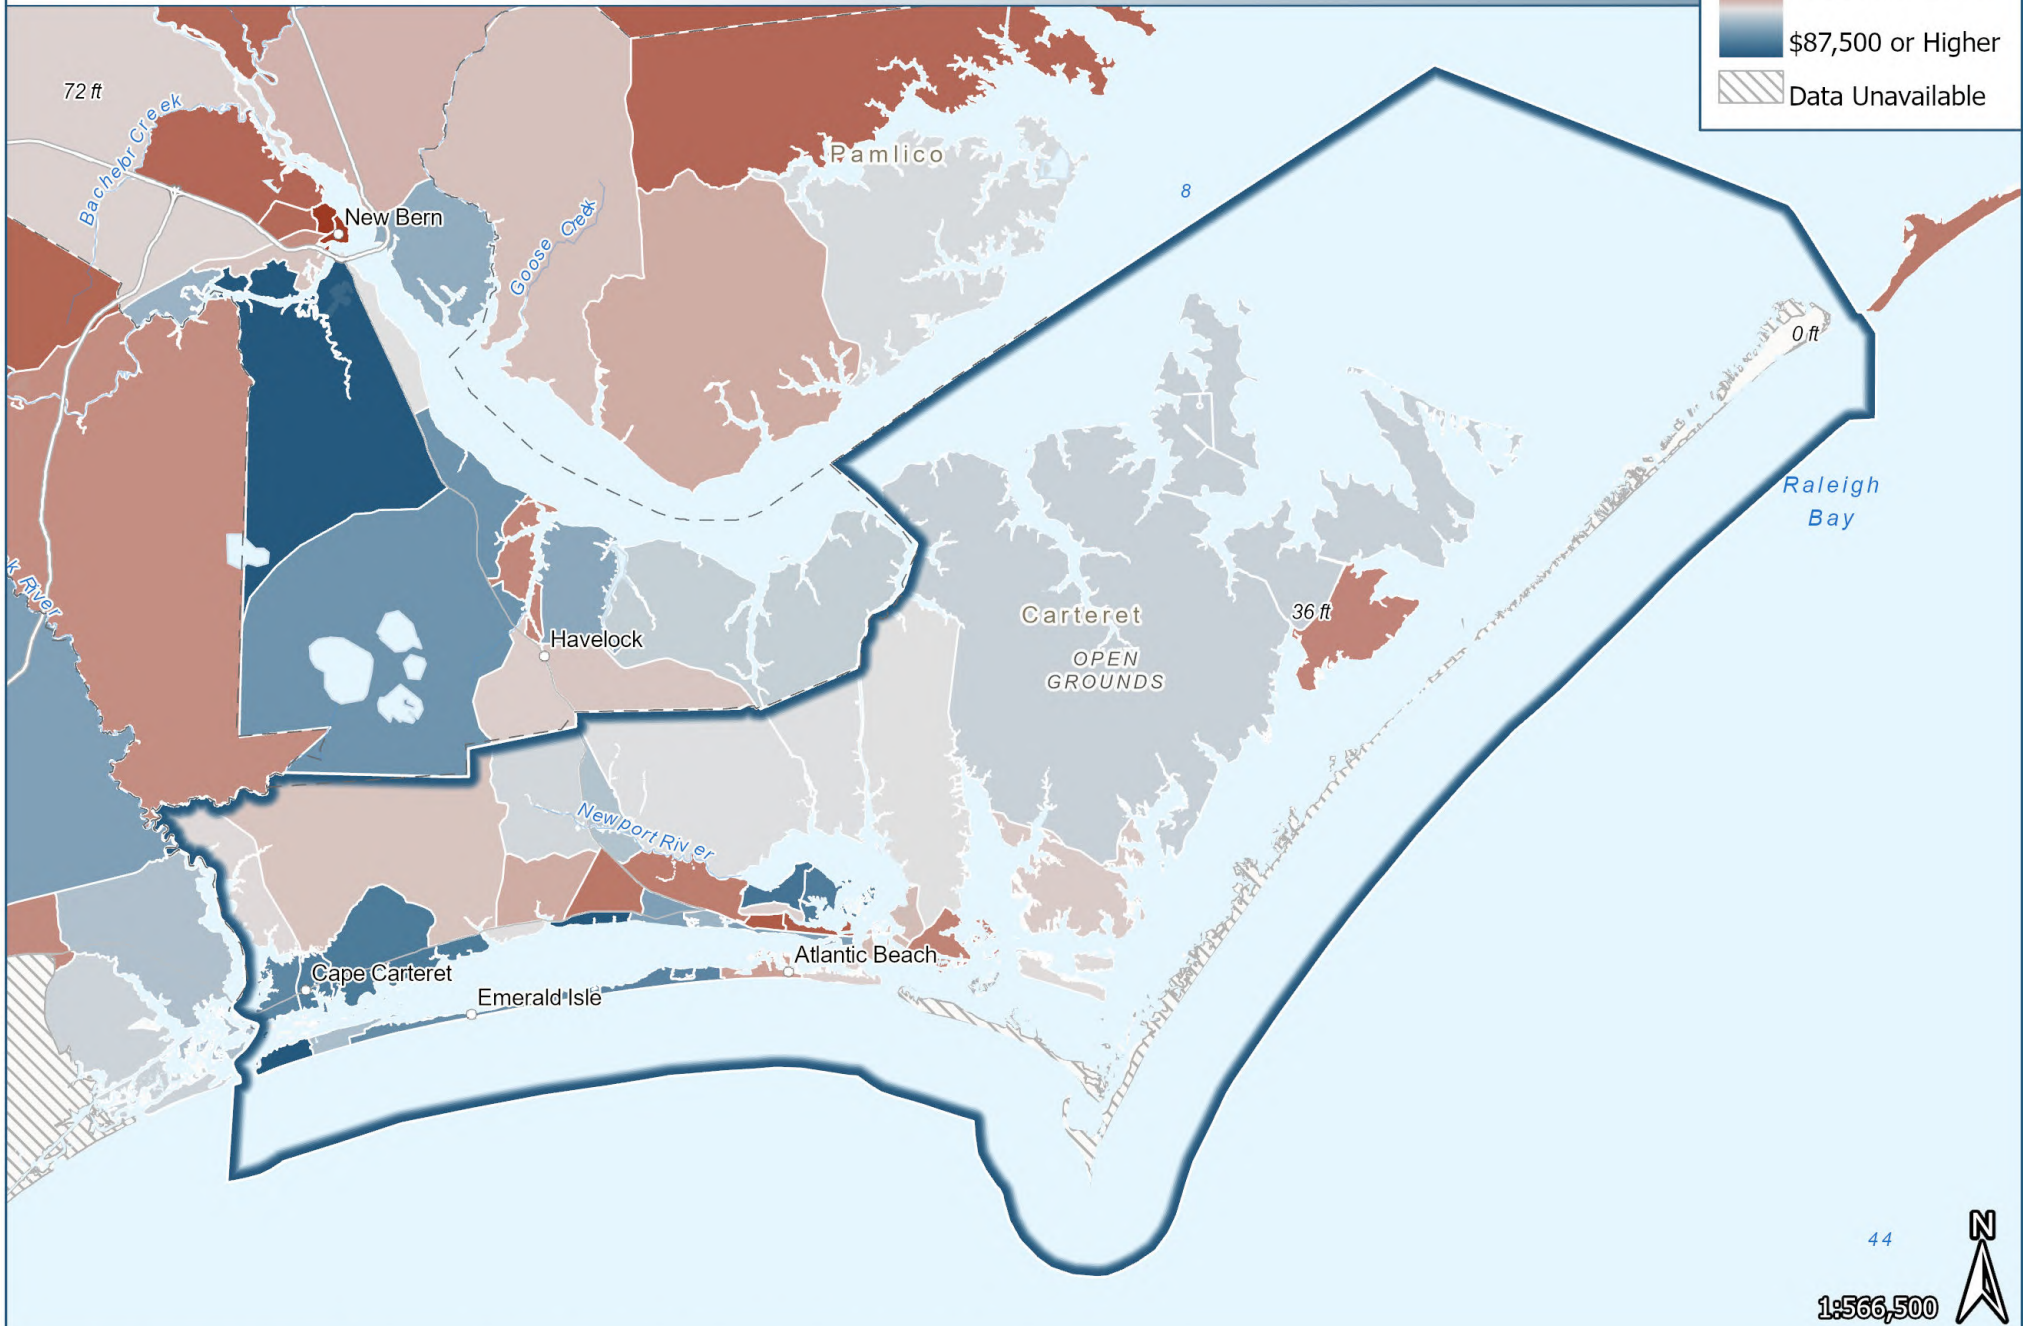 $87,500 or Higher
Data Unavailable
72 ft
Bachelor Creek
Pamlico
8
New Bern
Goose Creek
0 ft
Raleigh
Bay
k River
Carteret
36 ft
Havelock
OPEN
GROUNDS
Newport River
Atlantic Beach
Cape Carteret
Emerald Isle
44
N
1:566,500